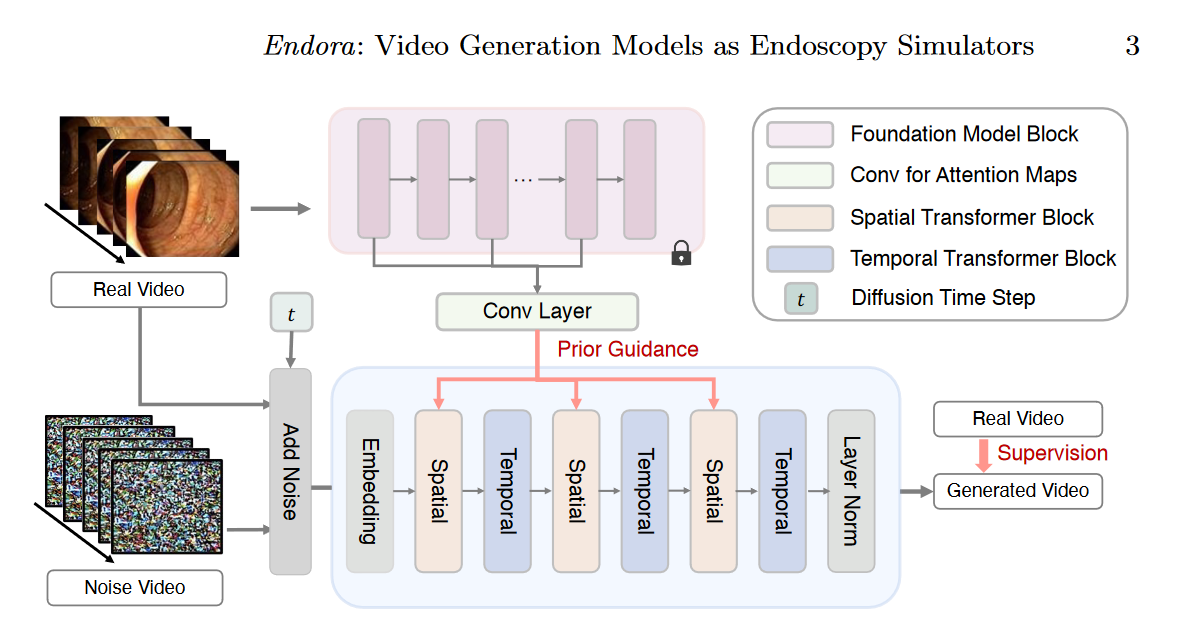 Endora: Video Generation Models as Endoscopy Simulators 3
Foundation Model Block
Conv for Attention Maps
Spatial Transformer Block
Temporal Transformer Block
t Diffusion Time Step
...
Real Video
t
Conv Layer
Prior Guidance
Add Noise
Embedding
Spatial
Temporal
Spatial
Temporal
Spatial
Temporal
Layer Norm
Real Video
Supervision
Generated Video
Noise Video